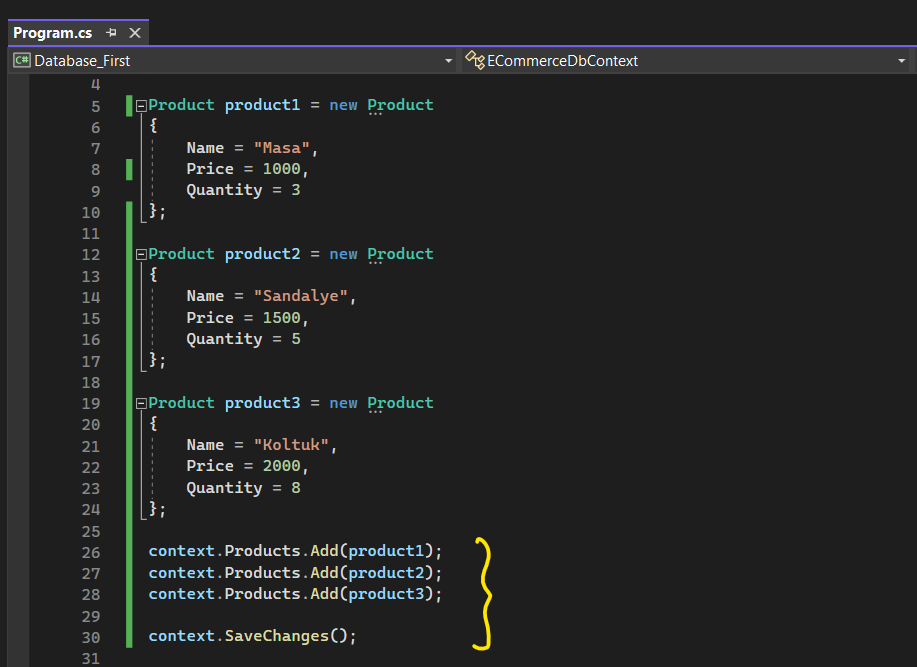 Program.cs
C# Database_First
ECommerceDbContext
4
5 Product product1 = new Product
6 {
7 Name = "Masa",
8 Price = 1000,
9 Quantity = 3
10 };
11
12 Product product2 = new Product
13 {
14 Name = "Sandalye",
15 Price = 1500,
16 Quantity = 5
17 };
18
19 Product product3 = new Product
20 {
21 Name = "Koltuk",
22 Price = 2000,
23 Quantity = 8
24 };
25
26 context.Products.Add(product1);
27 context.Products.Add(product2);
28 context.Products.Add(product3);
29
30 context.SaveChanges();
31